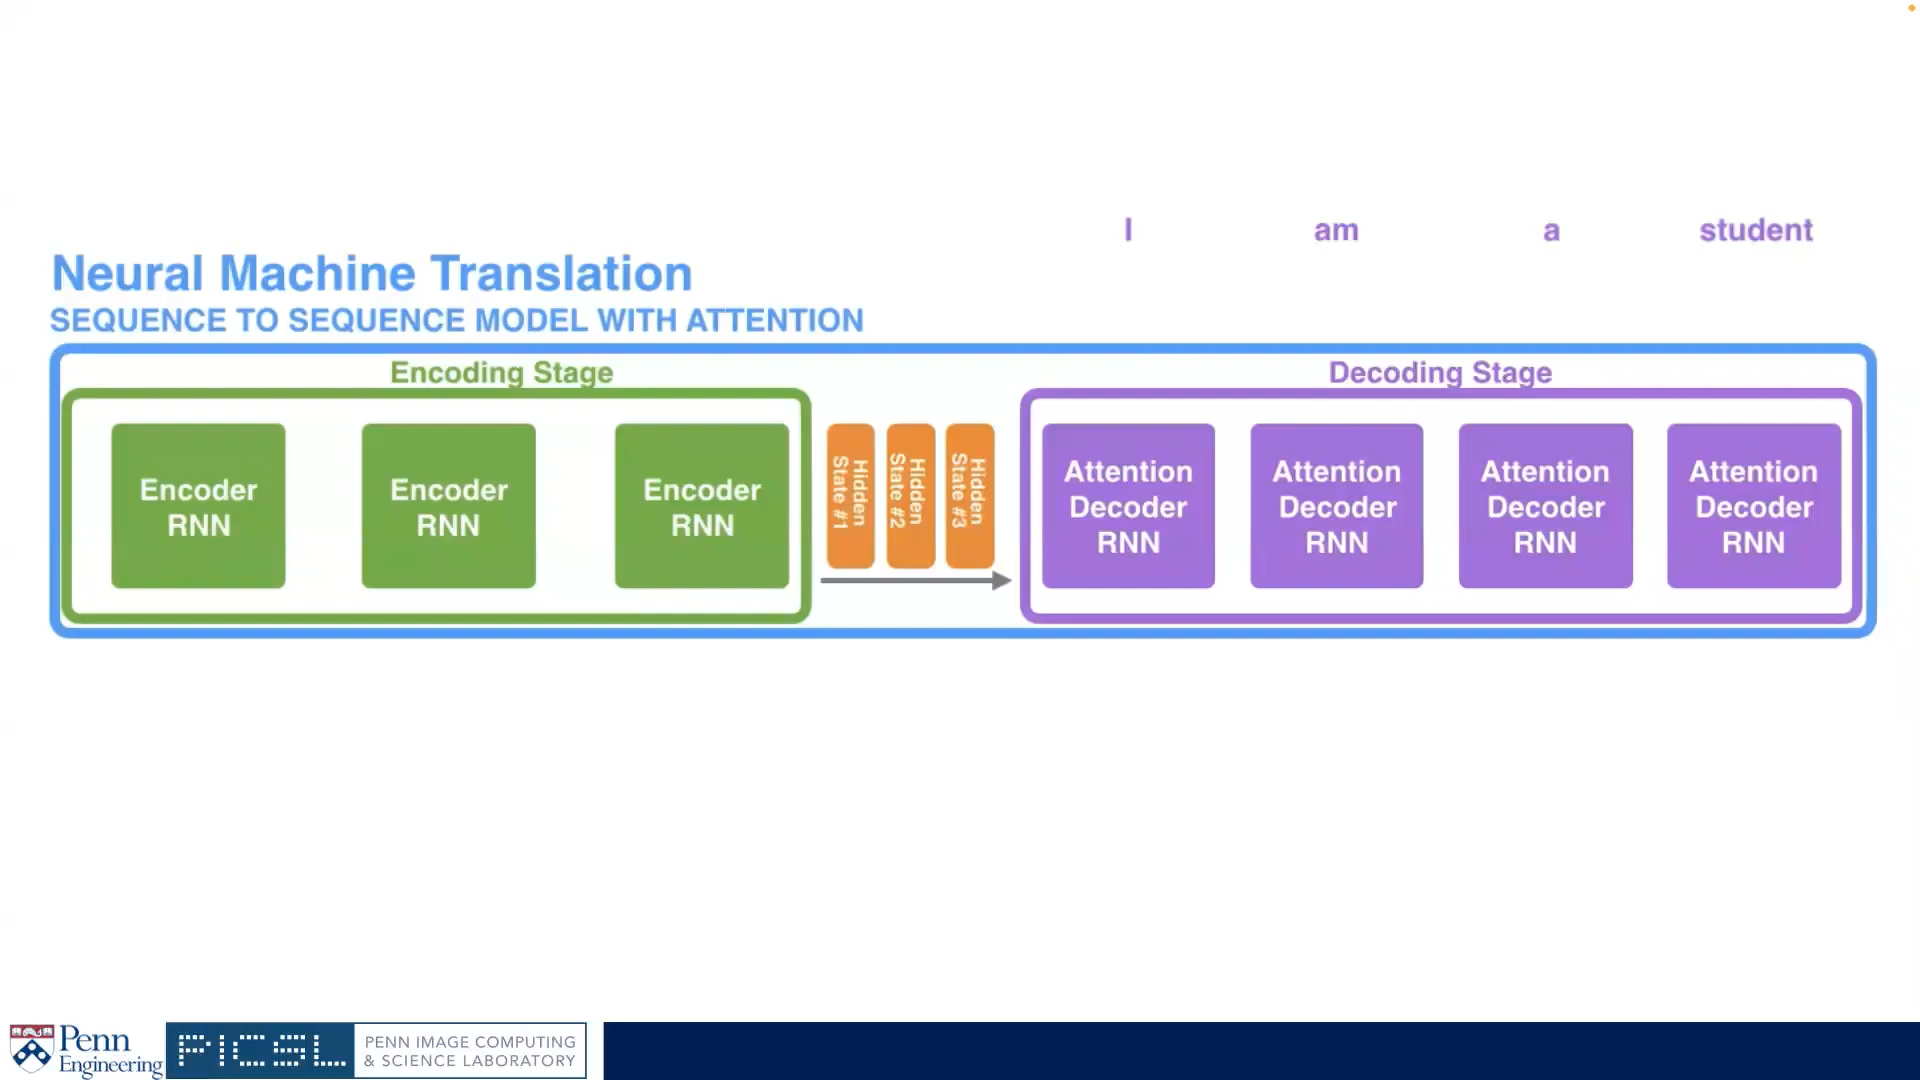 I am a student
Neural Machine Translation
SEQUENCE TO SEQUENCE MODEL WITH ATTENTION
Encoding Stage
Encoder
RNN
Encoder
RNN
Encoder
RNN
Hidden
State #1
Hidden
State #2
Hidden
State #3
Decoding Stage
Attention
Decoder
RNN
Attention
Decoder
RNN
Attention
Decoder
RNN
Attention
Decoder
RNN
Penn
Engineering
PICSL
PENN IMAGE COMPUTING
& SCIENCE LABORATORY